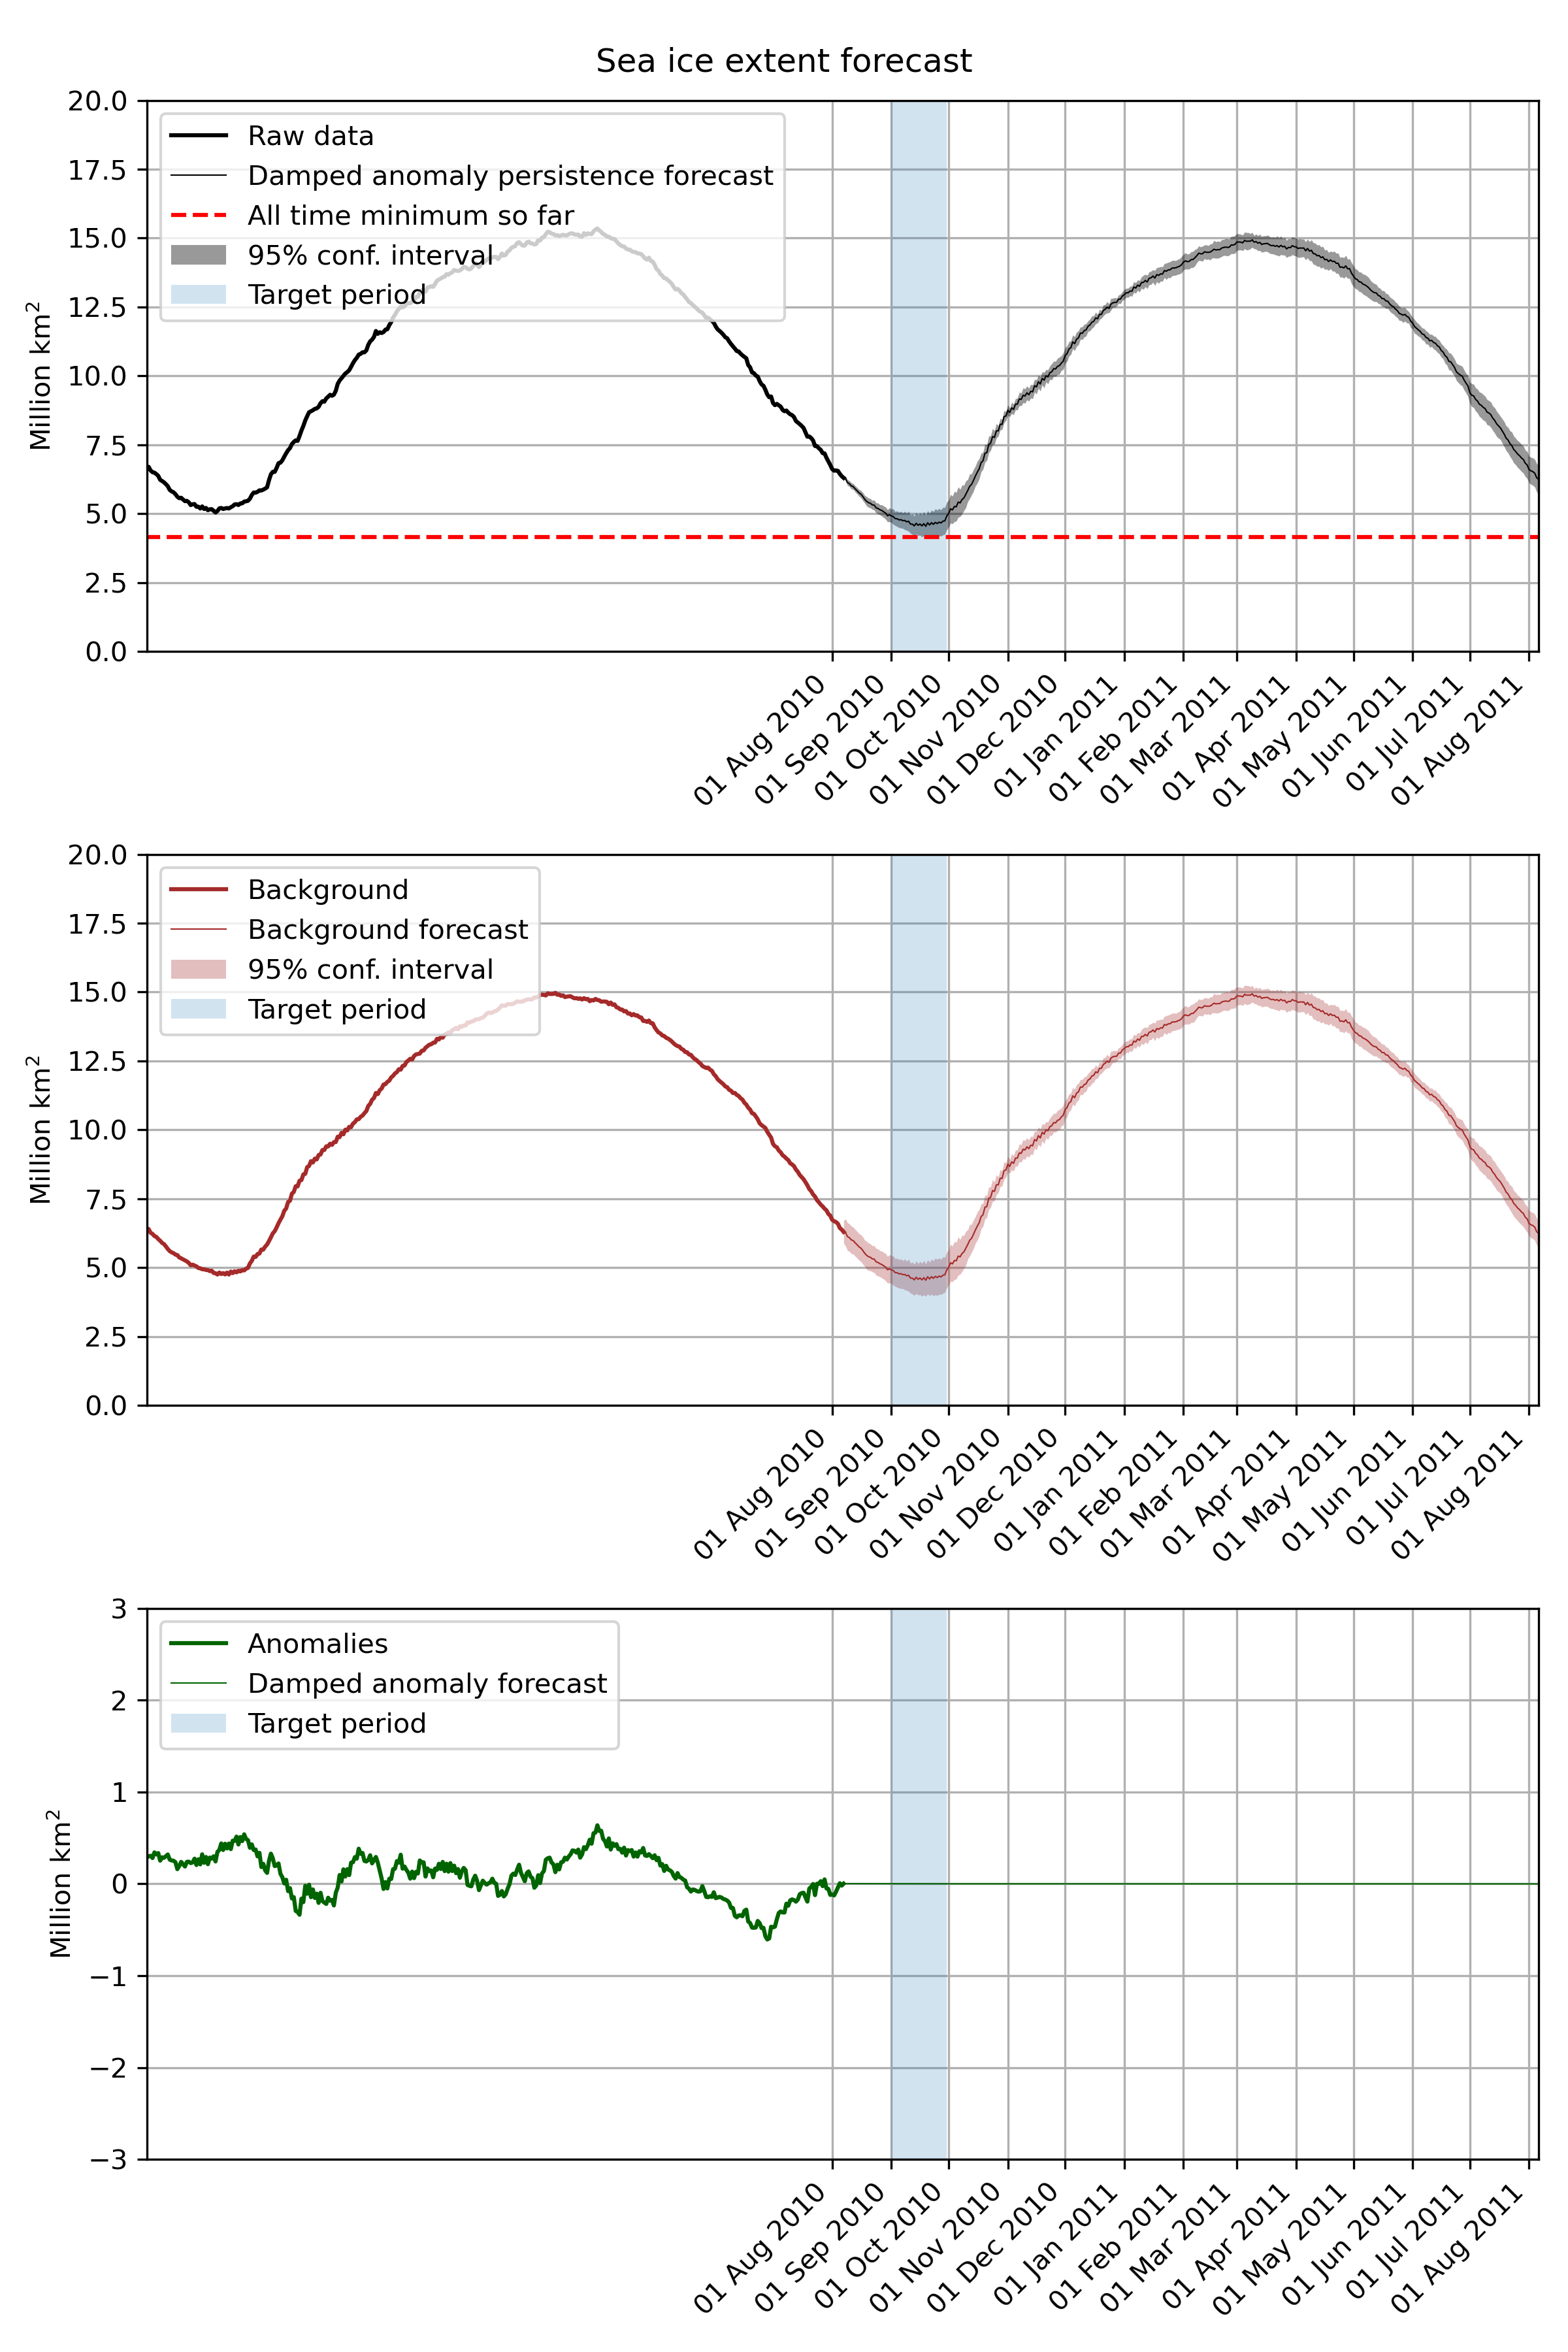 Sea ice extent forecast
20.0
17.5
15.0
12.5
10.0
7.5
5.0
2.5
0.0
Million km²
Raw data
Damped anomaly persistence forecast
All time minimum so far
95% conf. interval
Target period
01 Aug 2010
01 Sep 2010
01 Oct 2010
01 Nov 2010
01 Dec 2010
01 Jan 2011
01 Feb 2011
01 Mar 2011
01 Apr 2011
01 May 2011
01 Jun 2011
01 Jul 2011
01 Aug 2011
20.0
17.5
15.0
12.5
10.0
7.5
5.0
2.5
0.0
Million km²
Background
Background forecast
95% conf. interval
Target period
01 Aug 2010
01 Sep 2010
01 Oct 2010
01 Nov 2010
01 Dec 2010
01 Jan 2011
01 Feb 2011
01 Mar 2011
01 Apr 2011
01 May 2011
01 Jun 2011
01 Jul 2011
01 Aug 2011
3
2
1
0
−1
−2
−3
Million km²
Anomalies
Damped anomaly forecast
Target period
01 Aug 2010
01 Sep 2010
01 Oct 2010
01 Nov 2010
01 Dec 2010
01 Jan 2011
01 Feb 2011
01 Mar 2011
01 Apr 2011
01 May 2011
01 Jun 2011
01 Jul 2011
01 Aug 2011